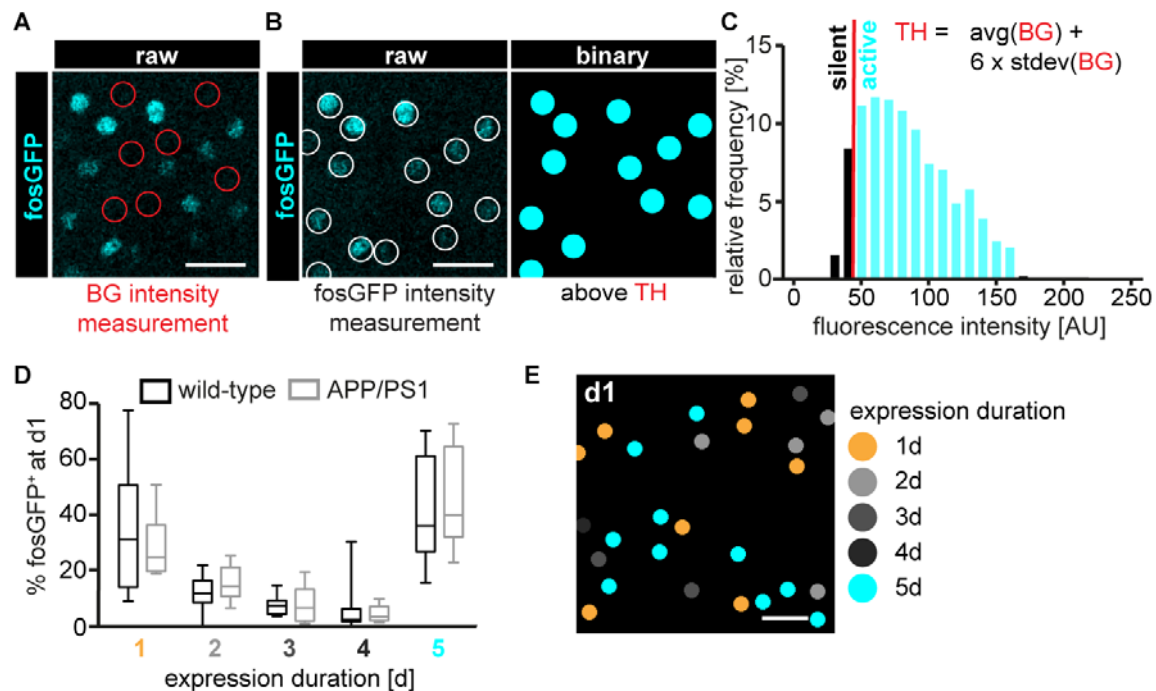 A
raw
fosGFP
BG intensity
measurement
B
raw
binary
fosGFP
fosGFP intensity
measurement
above TH
C
TH = avg(BG) +
6 x stdev(BG)
silent
active
relative frequency [%]
15
10
5
0
0 50 100 150 200 250
fluorescence intensity [AU]
D
wild-type
APP/PS1
% fosGFP⁺ at d1
80
60
40
20
0
1 2 3 4 5
expression duration [d]
E
d1
expression duration
1d
2d
3d
4d
5d